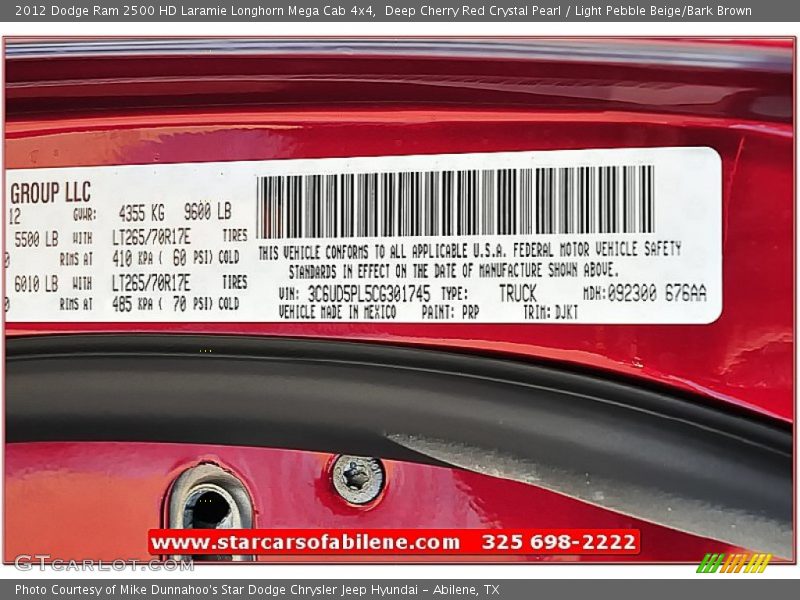 2012 Dodge Ram 2500 HD Laramie Longhorn Mega Cab 4x4,  Deep Cherry Red Crystal Pearl / Light Pebble Beige/Bark Brown
GROUP LLC
12 GVWR: 4355 KG 9600 LB
5500 LB WITH LT265/70R17E TIRES
RIMS AT 410 KPA ( 60 PSI) COLD
6010 LB WITH LT265/70R17E TIRES
RIMS AT 485 KPA ( 70 PSI) COLD
THIS VEHICLE CONFORMS TO ALL APPLICABLE U.S.A. FEDERAL MOTOR VEHICLE SAFETY
STANDARDS IN EFFECT ON THE DATE OF MANUFACTURE SHOWN ABOVE.
VIN: 3C6UD5PL5CG301745 TYPE: TRUCK MDH:092300 676AA
VEHICLE MADE IN MEXICO PAINT: PRP TRIM: DJKT
www.starcarsofabilene.com 325 698-2222
GTCARLOT.COM
Photo Courtesy of Mike Dunnahoo's Star Dodge Chrysler Jeep Hyundai - Abilene, TX